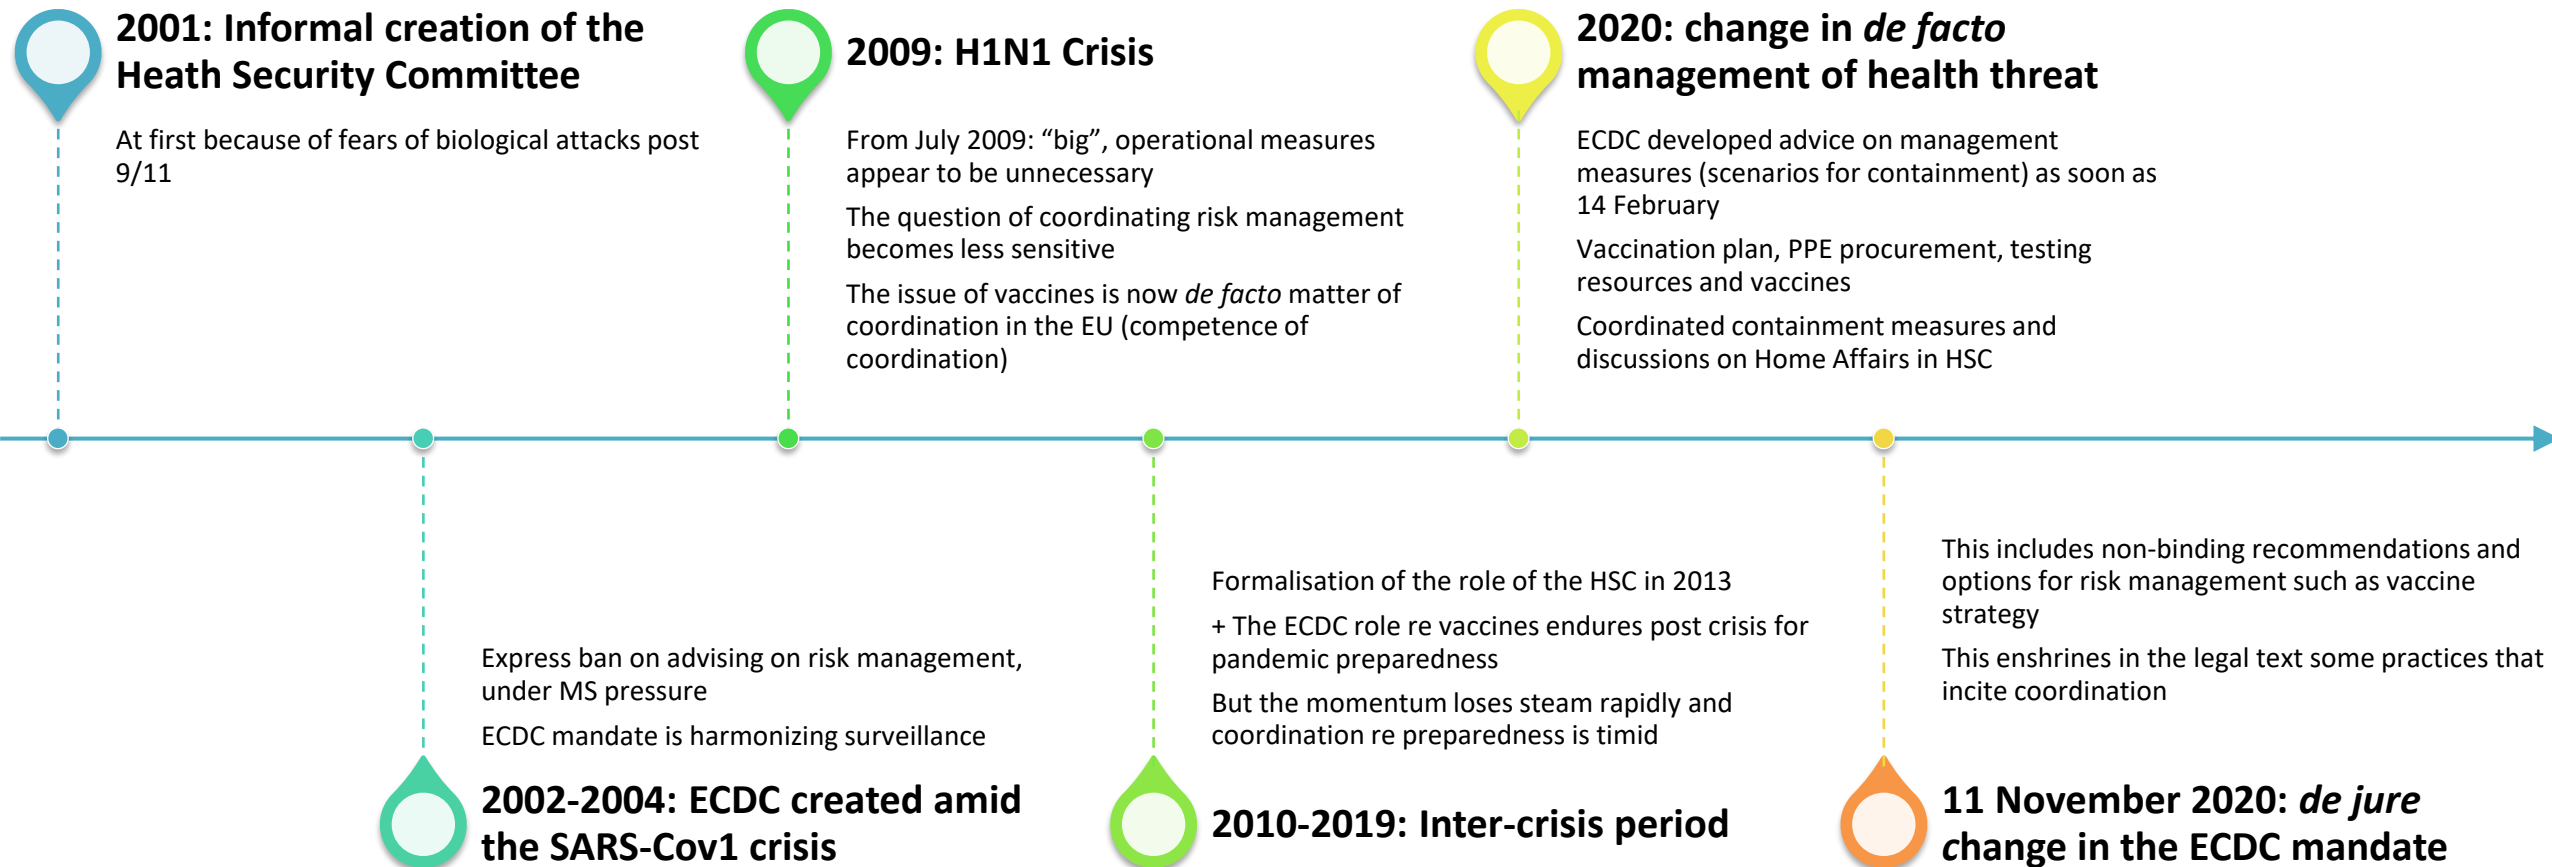 2001: Informal creation of the
Heath Security Committee
At first because of fears of biological attacks post
9/11
Express ban on advising on risk management,
under MS pressure
ECDC mandate is harmonizing surveillance
2002-2004: ECDC created amid
the SARS-Cov1 crisis
2009: H1N1 Crisis
From July 2009: “big”, operational measures
appear to be unnecessary
The question of coordinating risk management
becomes less sensitive
The issue of vaccines is now de facto matter of
coordination in the EU (competence of
coordination)
Formalisation of the role of the HSC in 2013
+ The ECDC role re vaccines endures post crisis for
pandemic preparedness
But the momentum loses steam rapidly and
coordination re preparedness is timid
2010-2019: Inter-crisis period
2020: change in de facto
management of health threat
ECDC developed advice on management
measures (scenarios for containment) as soon as
14 February
Vaccination plan, PPE procurement, testing
resources and vaccines
Coordinated containment measures and
discussions on Home Affairs in HSC
This includes non-binding recommendations and
options for risk management such as vaccine
strategy
This enshrines in the legal text some practices that
incite coordination
11 November 2020: de jure
change in the ECDC mandate